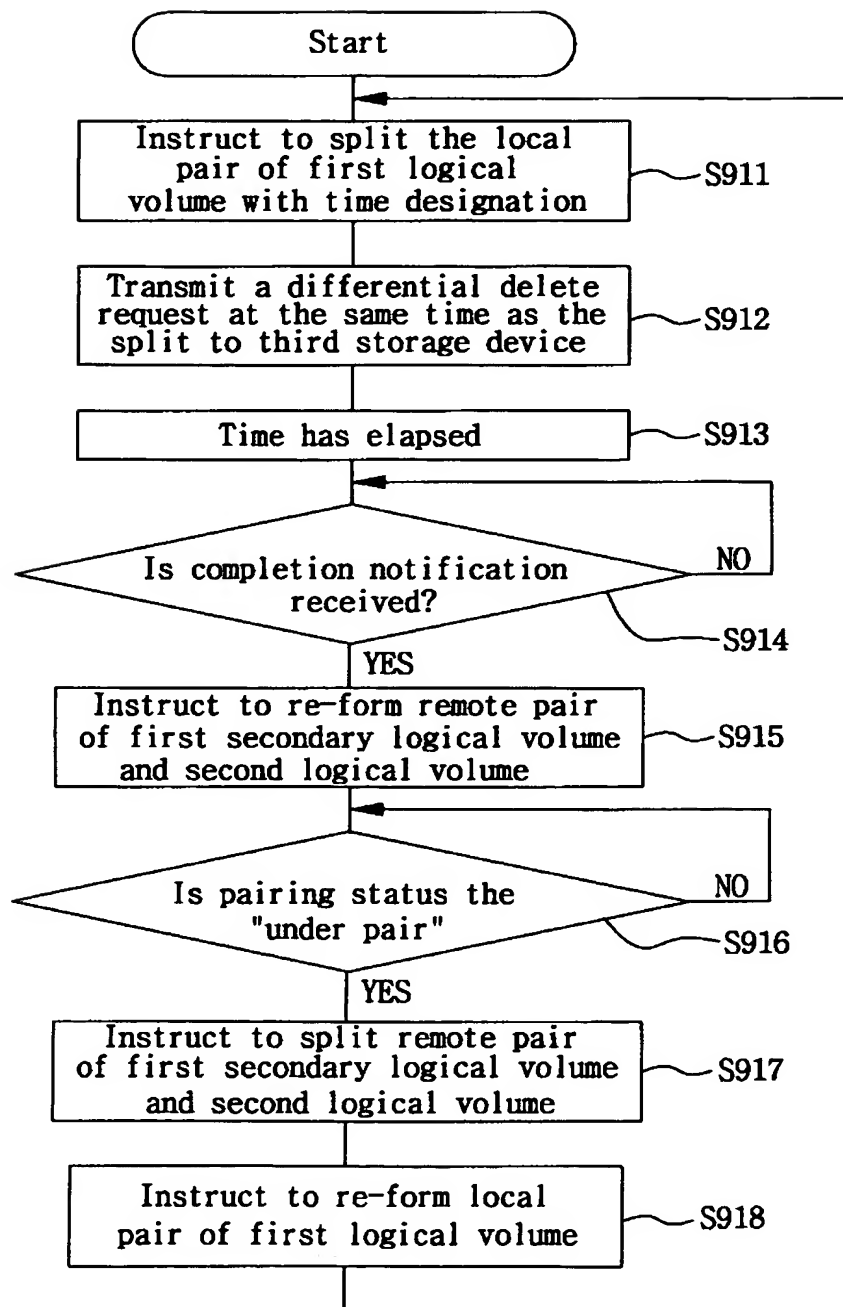 Start
Instruct to split the local
pair of first logical
volume with time designation
S911
Transmit a differential delete
request at the same time as the
split to third storage device
S912
Time has elapsed
S913
Is completion notification
received?
NO
S914
YES
Instruct to re-form remote pair
of first secondary logical volume
and second logical volume
S915
Is pairing status the
"under pair"
NO
S916
YES
Instruct to split remote pair
of first secondary logical volume
and second logical volume
S917
Instruct to re-form local
pair of first logical volume
S918